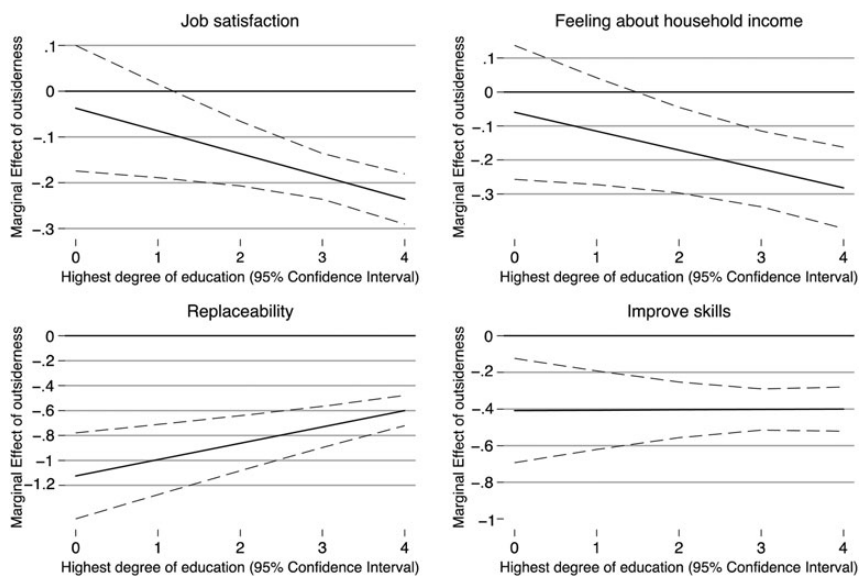 Job satisfaction
Marginal Effect of outsiderness
.1
0
−.1
−.2
−.3
0 1 2 3 4
Highest degree of education (95% Confidence Interval)
Feeling about household income
Marginal Effect of outsiderness
.1
0
−.1
−.2
−.3
0 1 2 3 4
Highest degree of education (95% Confidence Interval)
Replaceability
Marginal Effect of outsiderness
0
−.2
−.4
−.6
−.8
−1
−1.2
0 1 2 3 4
Highest degree of education (95% Confidence Interval)
Improve skills
Marginal Effect of outsiderness
0
−.2
−.4
−.6
−.8
−1
0 1 2 3 4
Highest degree of education (95% Confidence Interval)